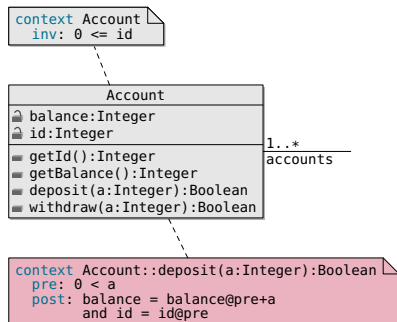 context Account
inv: 0 <= id
Account
balance:Integer
id:Integer
getId():Integer
getBalance():Integer
deposit(a:Integer):Boolean
withdraw(a:Integer):Boolean
1..*
accounts
context Account::deposit(a:Integer):Boolean
pre: 0 < a
post: balance = balance@pre+a
and id = id@pre